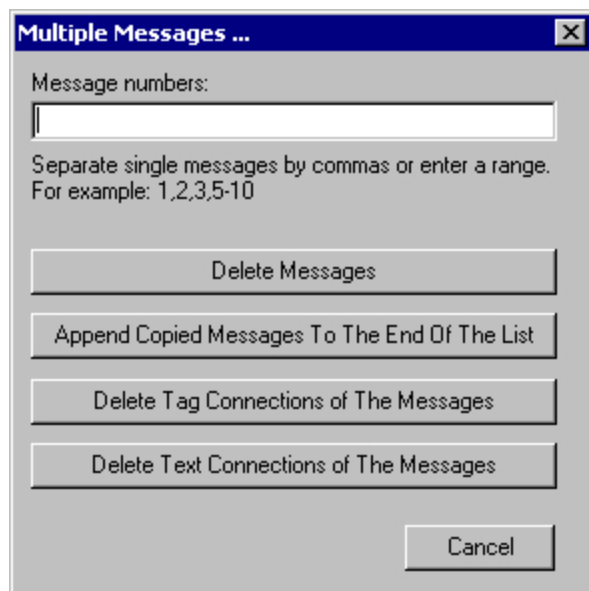 Multiple Messages ...
Message numbers:
Separate single messages by commas or enter a range.
For example: 1,2,3,5-10
Delete Messages
Append Copied Messages To The End Of The List
Delete Tag Connections of The Messages
Delete Text Connections of The Messages
Cancel